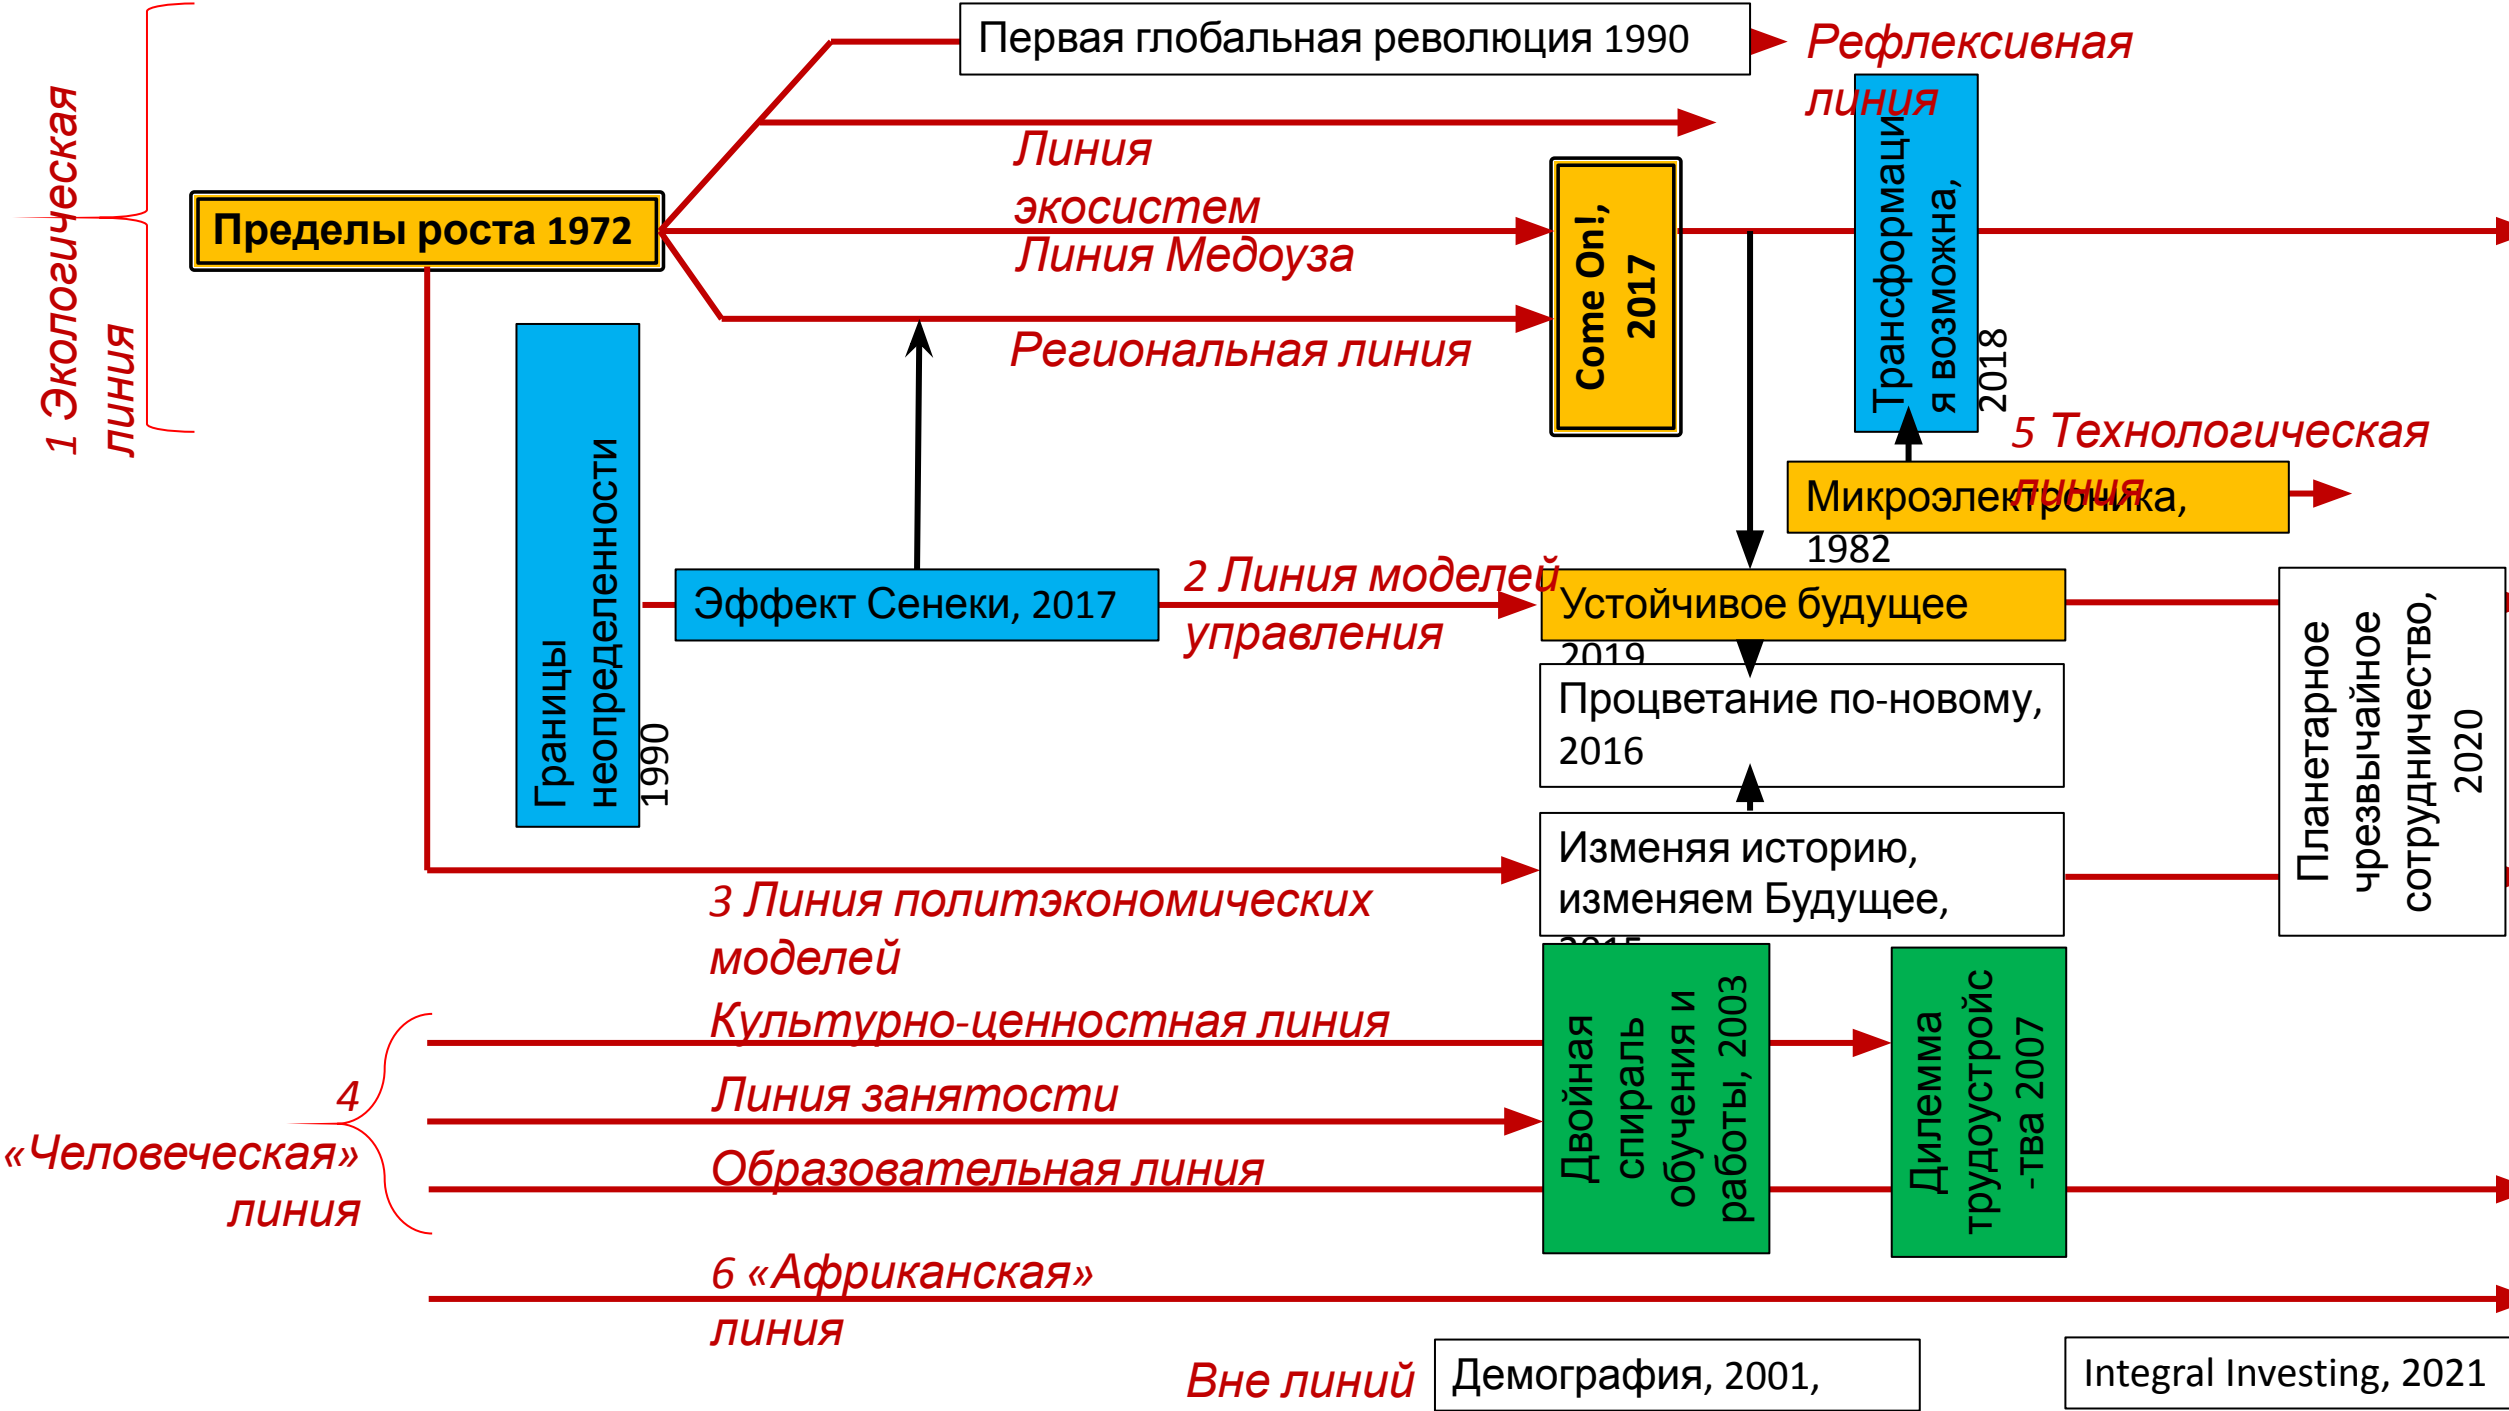 Первая глобальная революция 1990
Рефлексивная
линия
1 Экологическая
линия
Линия
экосистем
Пределы роста 1972
Линия Медоуза
Региональная линия
Come On!,
2017
Трансформаци
я возможна,
2018
5 Технологическая
линия
Микроэлектроника,
1982
Границы
неопределенности
1990
Эффект Сенеки, 2017
2 Линия моделей
управления
Устойчивое будущее
2019
Процветание по-новому,
2016
Планетарное
чрезвычайное
сотрудничество,
2020
Изменяя историю,
изменяем Будущее,
2015
3 Линия политэкономических
моделей
Культурно-ценностная линия
Линия занятости
Образовательная линия
4
«Человеческая»
линия
Двойная
спираль
обучения и
работы, 2003
Дилемма
трудоустройс
-тва 2007
6 «Африканская»
линия
Вне линий
Демография, 2001,
Integral Investing, 2021